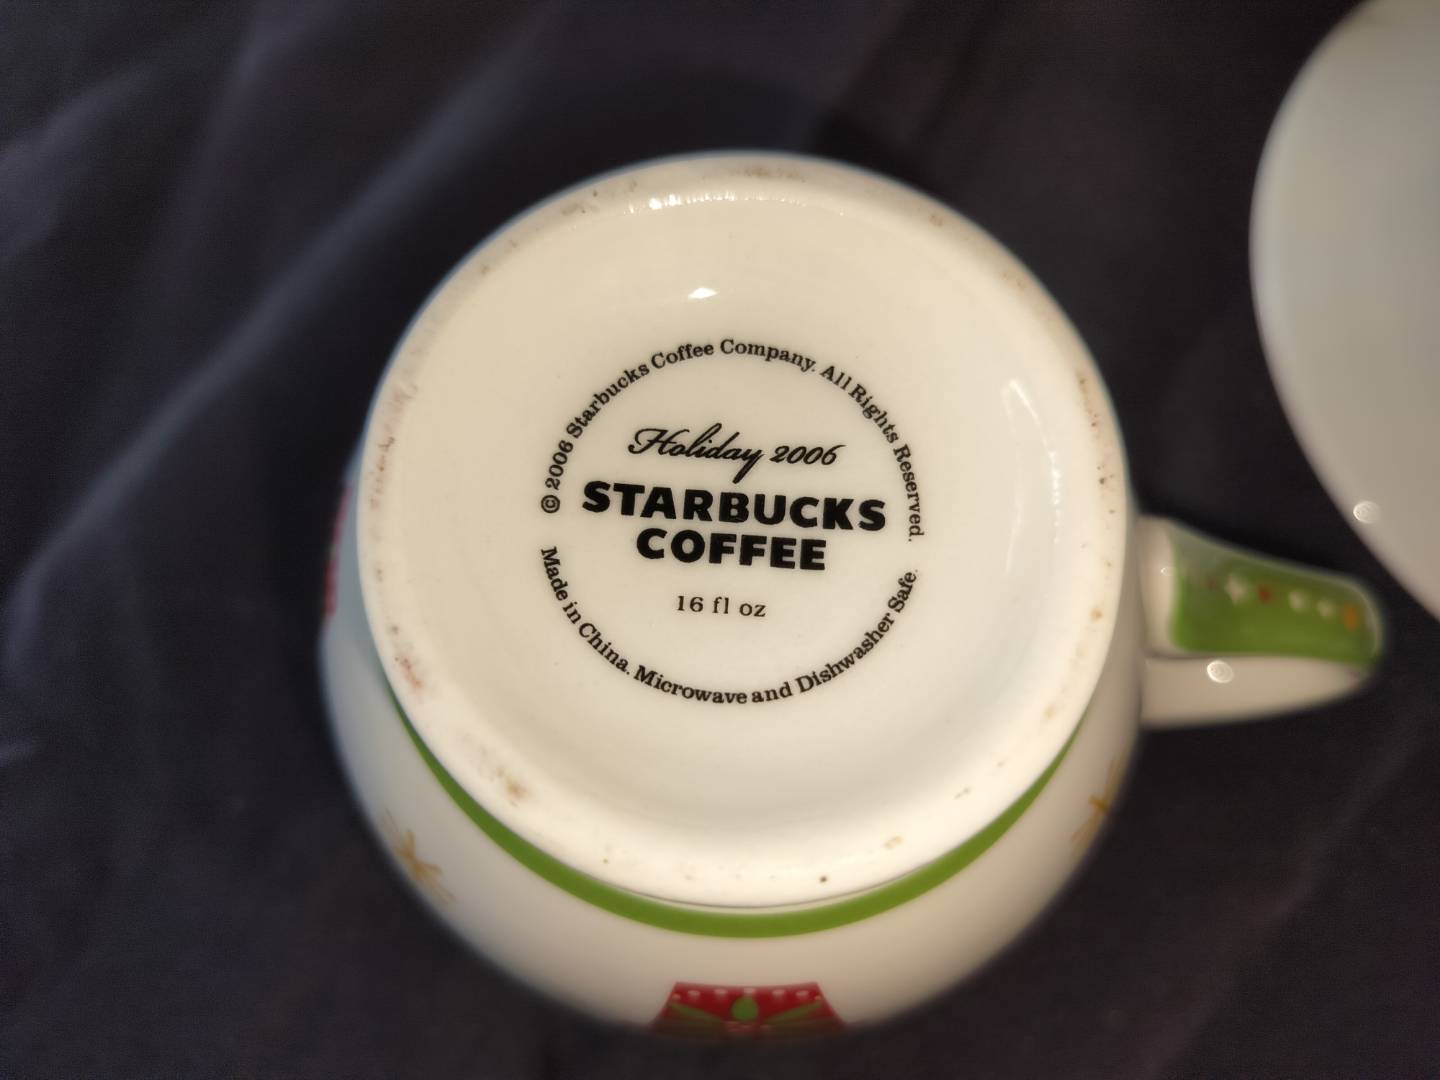 © 2006 Starbucks Coffee Company. All Rights Reserved.
Holiday 2006
STARBUCKS
COFFEE
16 fl oz
Made in China. Microwave and Dishwasher Safe.